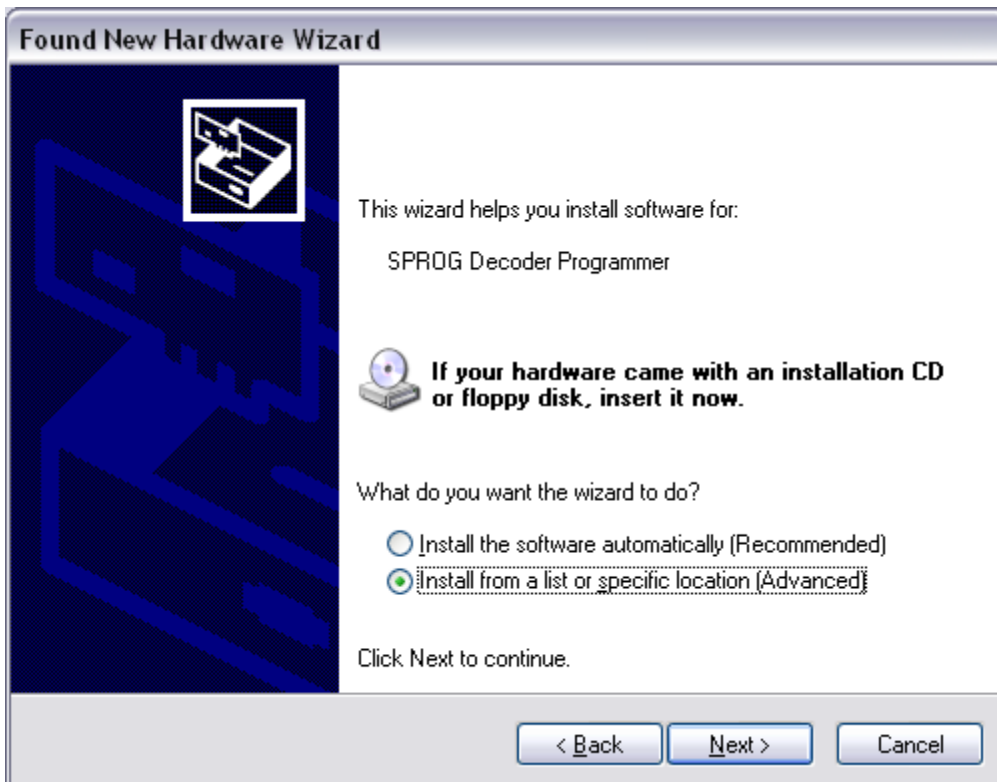 Found New Hardware Wizard
This wizard helps you install software for:
SPROG Decoder Programmer
If your hardware came with an installation CD
or floppy disk, insert it now.
What do you want the wizard to do?
Install the software automatically (Recommended)
Install from a list or specific location (Advanced)
Click Next to continue.
< Back
Next >
Cancel